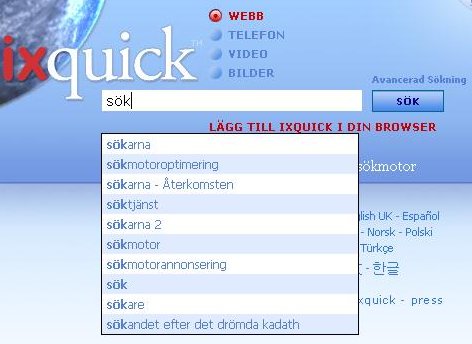 WEBB
TELEFON
VIDEO
BILDER
ixquick™
Avancerad Sökning
sök
SÖK
LÄGG TILL IXQUICK I DIN BROWSER
sökarna
sökmotoroptimering
sökmotor
sökarna - Återkomsten
söktjänst
sökarna 2
English UK - Español
- Norsk - Polski
sökmotor
Türkçe
sökmotorannonsering
- 한글
sök
sökare
ixquick - press
sökandet efter det drömda kadath